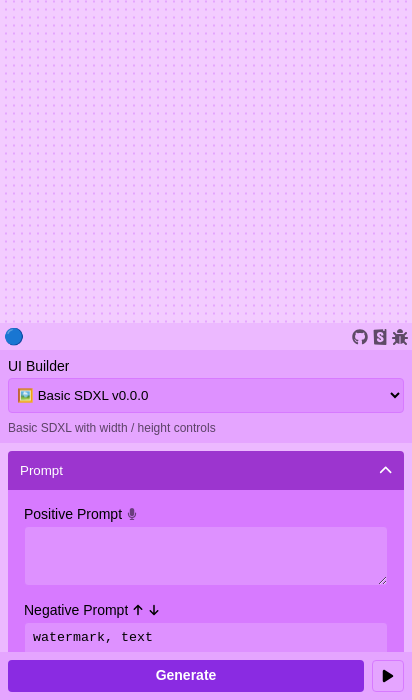 UI Builder
🖼️ Basic SDXL v0.0.0
Basic SDXL with width / height controls
Prompt
Positive Prompt
Negative Prompt
watermark, text
Generate